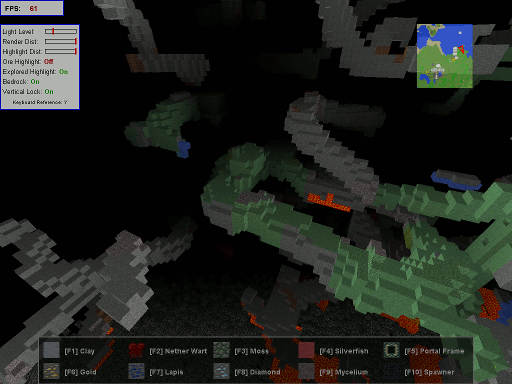 FPS: 61
Light Level:
Render Dist:
Highlight Dist:
Ore Highlight: Off
Explored Highlight: On
Bedrock: On
Vertical Lock: On
Keyboard Reference: 'Y'
[F1] Clay [F2] Nether Wart [F3] Moss [F4] Silverfish [F5] Portal Frame
[F6] Gold [F7] Lapis [F8] Diamond [F9] Mycelium [F10] Spawner